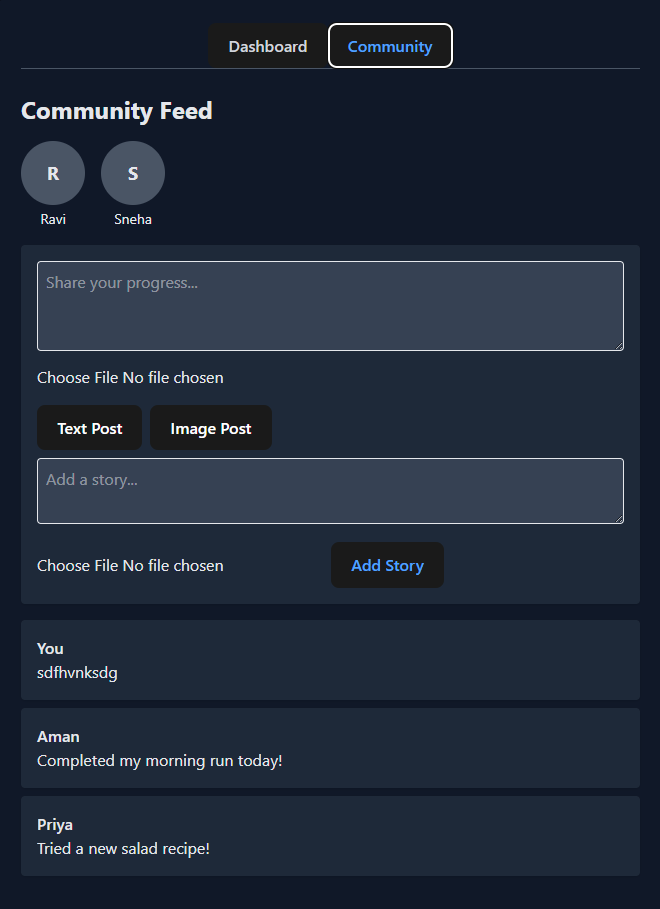 Dashboard Community
Community Feed
R S
Ravi Sneha
Share your progress...
Choose File No file chosen
Text Post Image Post
Add a story...
Choose File No file chosen Add Story
You
sdfhvnksdg
Aman
Completed my morning run today!
Priya
Tried a new salad recipe!